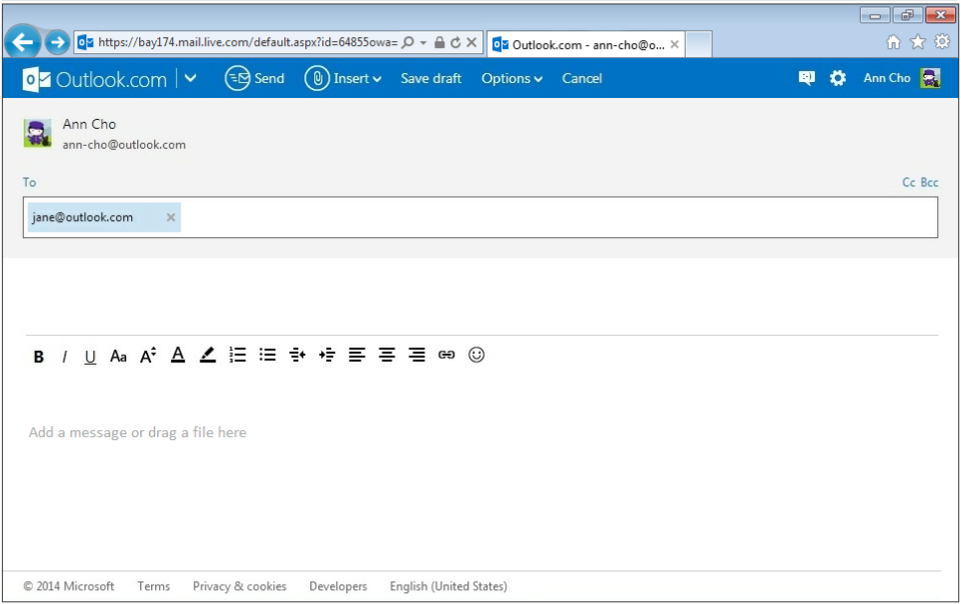 https://bay174.mail.live.com/default.aspx?id=64855owa=
Outlook.com - ann-cho@o...
Outlook.com Send Insert Save draft Options Cancel Ann Cho
Ann Cho
ann-cho@outlook.com
To Cc Bcc
jane@outlook.com
B I U Aa A A
Add a message or drag a file here
© 2014 Microsoft Terms Privacy & cookies Developers English (United States)